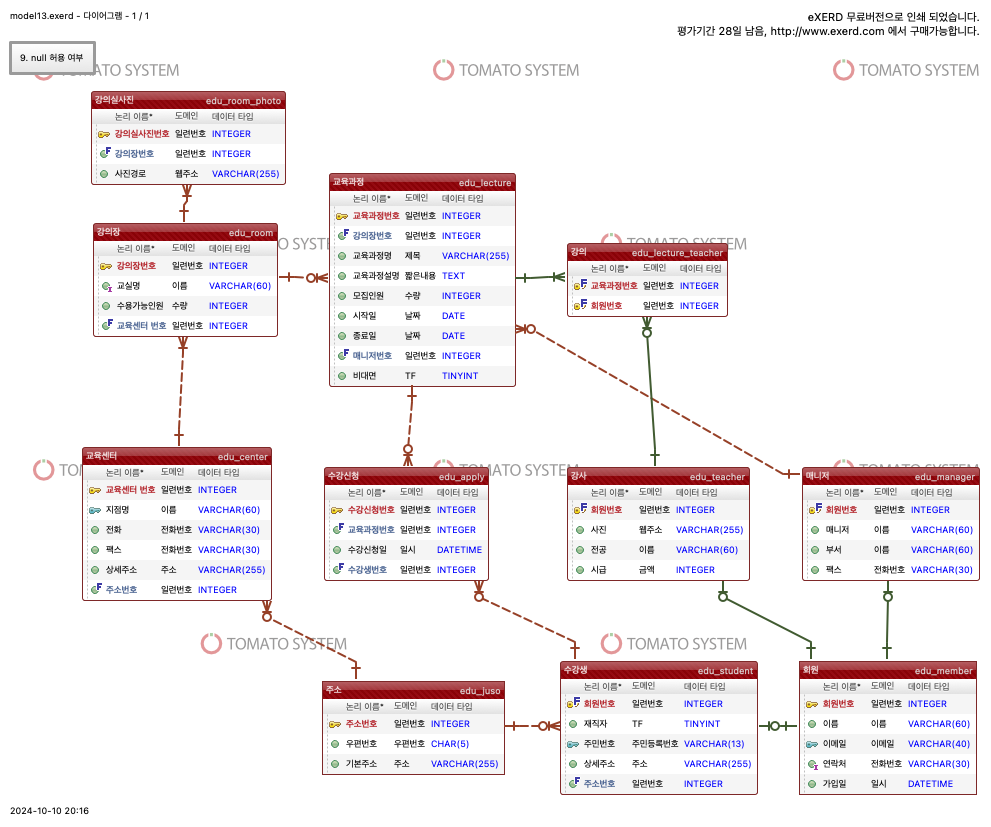 model13.exerd - 다이어그램 - 1 / 1
eXERD 무료버전으로 인쇄 되었습니다.
평가기간 28일 남음, http://www.exerd.com 에서 구매가능합니다.
9. null 허용 여부
TOMATO SYSTEM
TOMATO SYSTEM
TOMATO SYSTEM
강의실사진 edu_room_photo
논리 이름* 도메인 데이터 타입
강의실사진번호 일련번호 INTEGER
강의장번호 일련번호 INTEGER
사진경로 웹주소 VARCHAR(255)
교육과정 edu_lecture
논리 이름* 도메인 데이터 타입
교육과정번호 일련번호 INTEGER
강의장번호 일련번호 INTEGER
교육과정명 제목 VARCHAR(255)
교육과정설명 짧은내용 TEXT
모집인원 수량 INTEGER
시작일 날짜 DATE
종료일 날짜 DATE
매니저번호 일련번호 INTEGER
비대면 TF TINYINT
강의장 edu_room
논리 이름* 도메인 데이터 타입
강의장번호 일련번호 INTEGER
교실명 이름 VARCHAR(60)
수용가능인원 수량 INTEGER
교육센터 번호 일련번호 INTEGER
TOMATO SYSTEM
강의 edu_lecture_teacher
논리 이름* 도메인 데이터 타입
교육과정번호 일련번호 INTEGER
회원번호 일련번호 INTEGER
교육센터 edu_center
논리 이름* 도메인 데이터 타입
교육센터 번호 일련번호 INTEGER
지점명 이름 VARCHAR(60)
전화 전화번호 VARCHAR(30)
팩스 전화번호 VARCHAR(30)
상세주소 주소 VARCHAR(255)
주소번호 일련번호 INTEGER
수강신청 edu_apply
논리 이름* 도메인 데이터 타입
수강신청번호 일련번호 INTEGER
교육과정번호 일련번호 INTEGER
수강신청일 일시 DATETIME
수강생번호 일련번호 INTEGER
강사 edu_teacher
논리 이름* 도메인 데이터 타입
회원번호 일련번호 INTEGER
사진 웹주소 VARCHAR(255)
전공 이름 VARCHAR(60)
시급 금액 INTEGER
매니저 edu_manager
논리 이름* 도메인 데이터 타입
회원번호 일련번호 INTEGER
매니저 이름 VARCHAR(60)
부서 이름 VARCHAR(60)
팩스 전화번호 VARCHAR(30)
TOMATO SYSTEM
TOMATO SYSTEM
주소 edu_juso
논리 이름* 도메인 데이터 타입
주소번호 일련번호 INTEGER
우편번호 우편번호 CHAR(5)
기본주소 주소 VARCHAR(255)
수강생 edu_student
논리 이름* 도메인 데이터 타입
회원번호 일련번호 INTEGER
재직자 TF TINYINT
주민번호 주민등록번호 VARCHAR(13)
상세주소 주소 VARCHAR(255)
주소번호 일련번호 INTEGER
회원 edu_member
논리 이름* 도메인 데이터 타입
회원번호 일련번호 INTEGER
이름 이름 VARCHAR(60)
이메일 이메일 VARCHAR(40)
연락처 전화번호 VARCHAR(30)
가입일 일시 DATETIME
2024-10-10 20:16